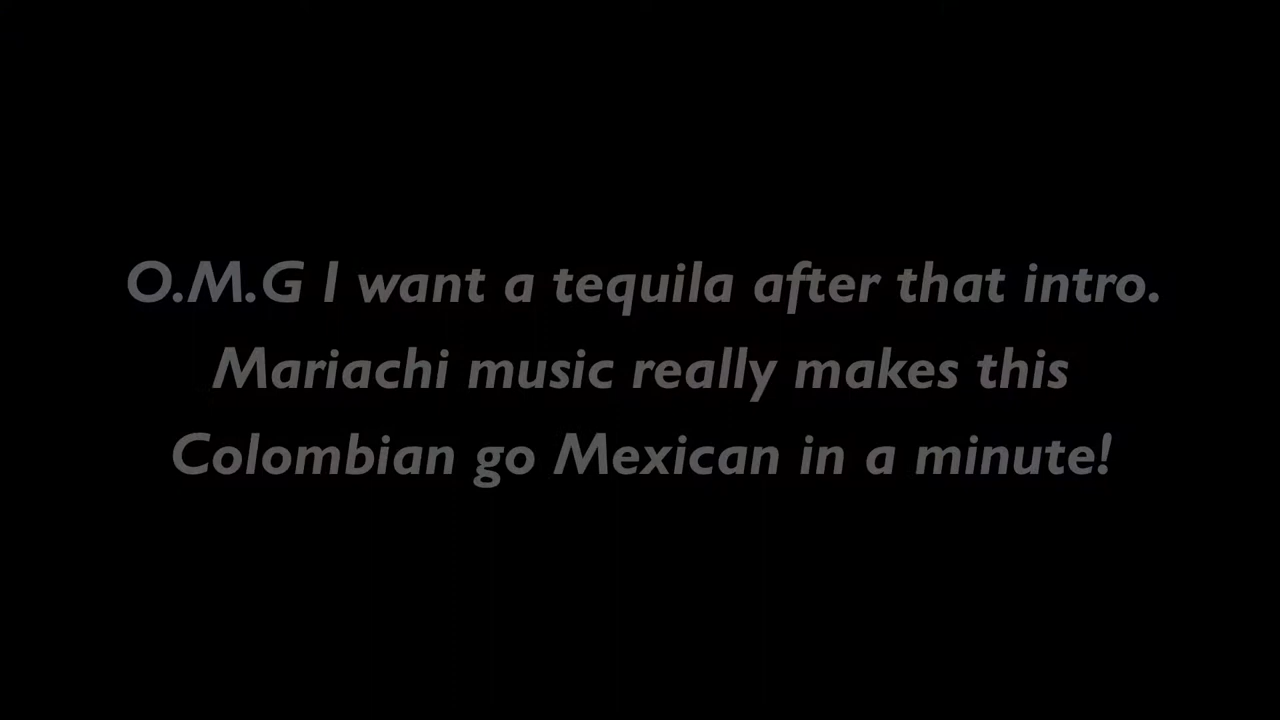 O.M.G I want a tequila after that intro.
Mariachi music really makes this
Colombian go Mexican in a minute!